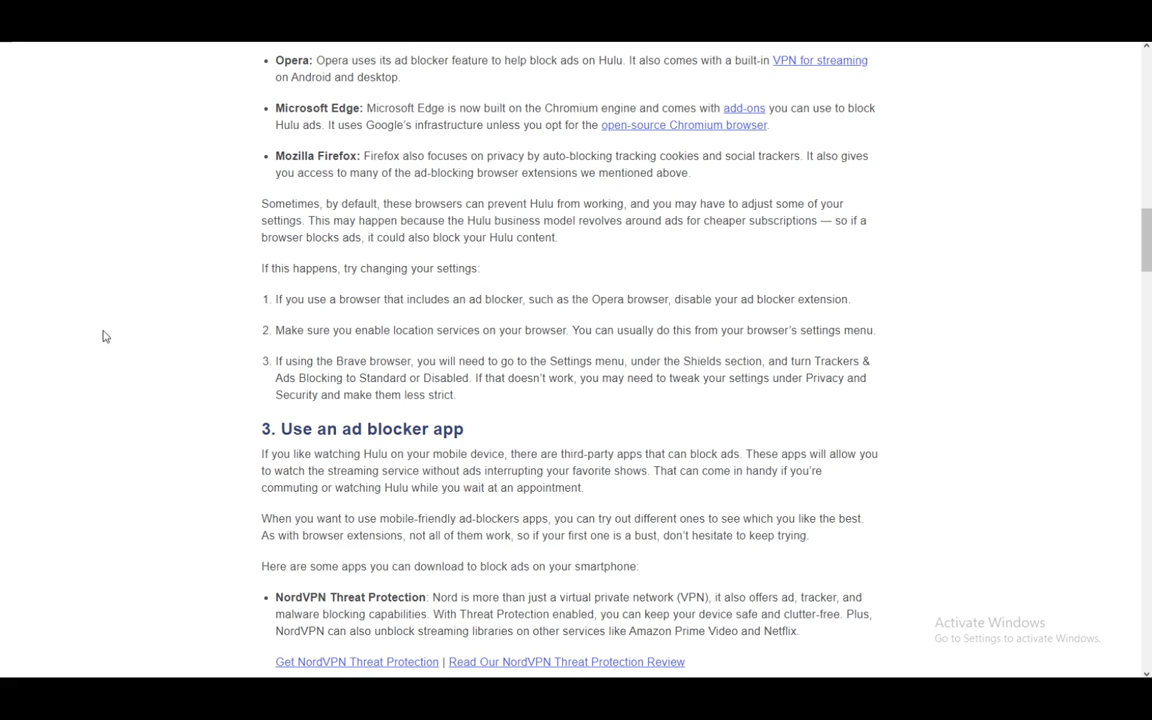 • Opera: Opera uses its ad blocker feature to help block ads on Hulu. It also comes with a built-in VPN for streaming
on Android and desktop.
• Microsoft Edge: Microsoft Edge is now built on the Chromium engine and comes with add-ons you can use to block
Hulu ads. It uses Google's infrastructure unless you opt for the open-source Chromium browser.
• Mozilla Firefox: Firefox also focuses on privacy by auto-blocking tracking cookies and social trackers. It also gives
you access to many of the ad-blocking browser extensions we mentioned above.
Sometimes, by default, these browsers can prevent Hulu from working, and you may have to adjust some of your
settings. This may happen because the Hulu business model revolves around ads for cheaper subscriptions — so if a
browser blocks ads, it could also block your Hulu content.
If this happens, try changing your settings:
1. If you use a browser that includes an ad blocker, such as the Opera browser, disable your ad blocker extension.
2. Make sure you enable location services on your browser. You can usually do this from your browser's settings menu.
3. If using the Brave browser, you will need to go to the Settings menu, under the Shields section, and turn Trackers &
Ads Blocking to Standard or Disabled. If that doesn't work, you may need to tweak your settings under Privacy and
Security and make them less strict.
3. Use an ad blocker app
If you like watching Hulu on your mobile device, there are third-party apps that can block ads. These apps will allow you
to watch the streaming service without ads interrupting your favorite shows. That can come in handy if you're
commuting or watching Hulu while you wait at an appointment.
When you want to use mobile-friendly ad-blockers apps, you can try out different ones to see which you like the best.
As with browser extensions, not all of them work, so if your first one is a bust, don't hesitate to keep trying.
Here are some apps you can download to block ads on your smartphone:
• NordVPN Threat Protection: Nord is more than just a virtual private network (VPN), it also offers ad, tracker, and
malware blocking capabilities. With Threat Protection enabled, you can keep your device safe and clutter-free. Plus,
NordVPN can also unblock streaming libraries on other services like Amazon Prime Video and Netflix.
Get NordVPN Threat Protection | Read Our NordVPN Threat Protection Review
Activate Windows
Go to Settings to activate Windows.